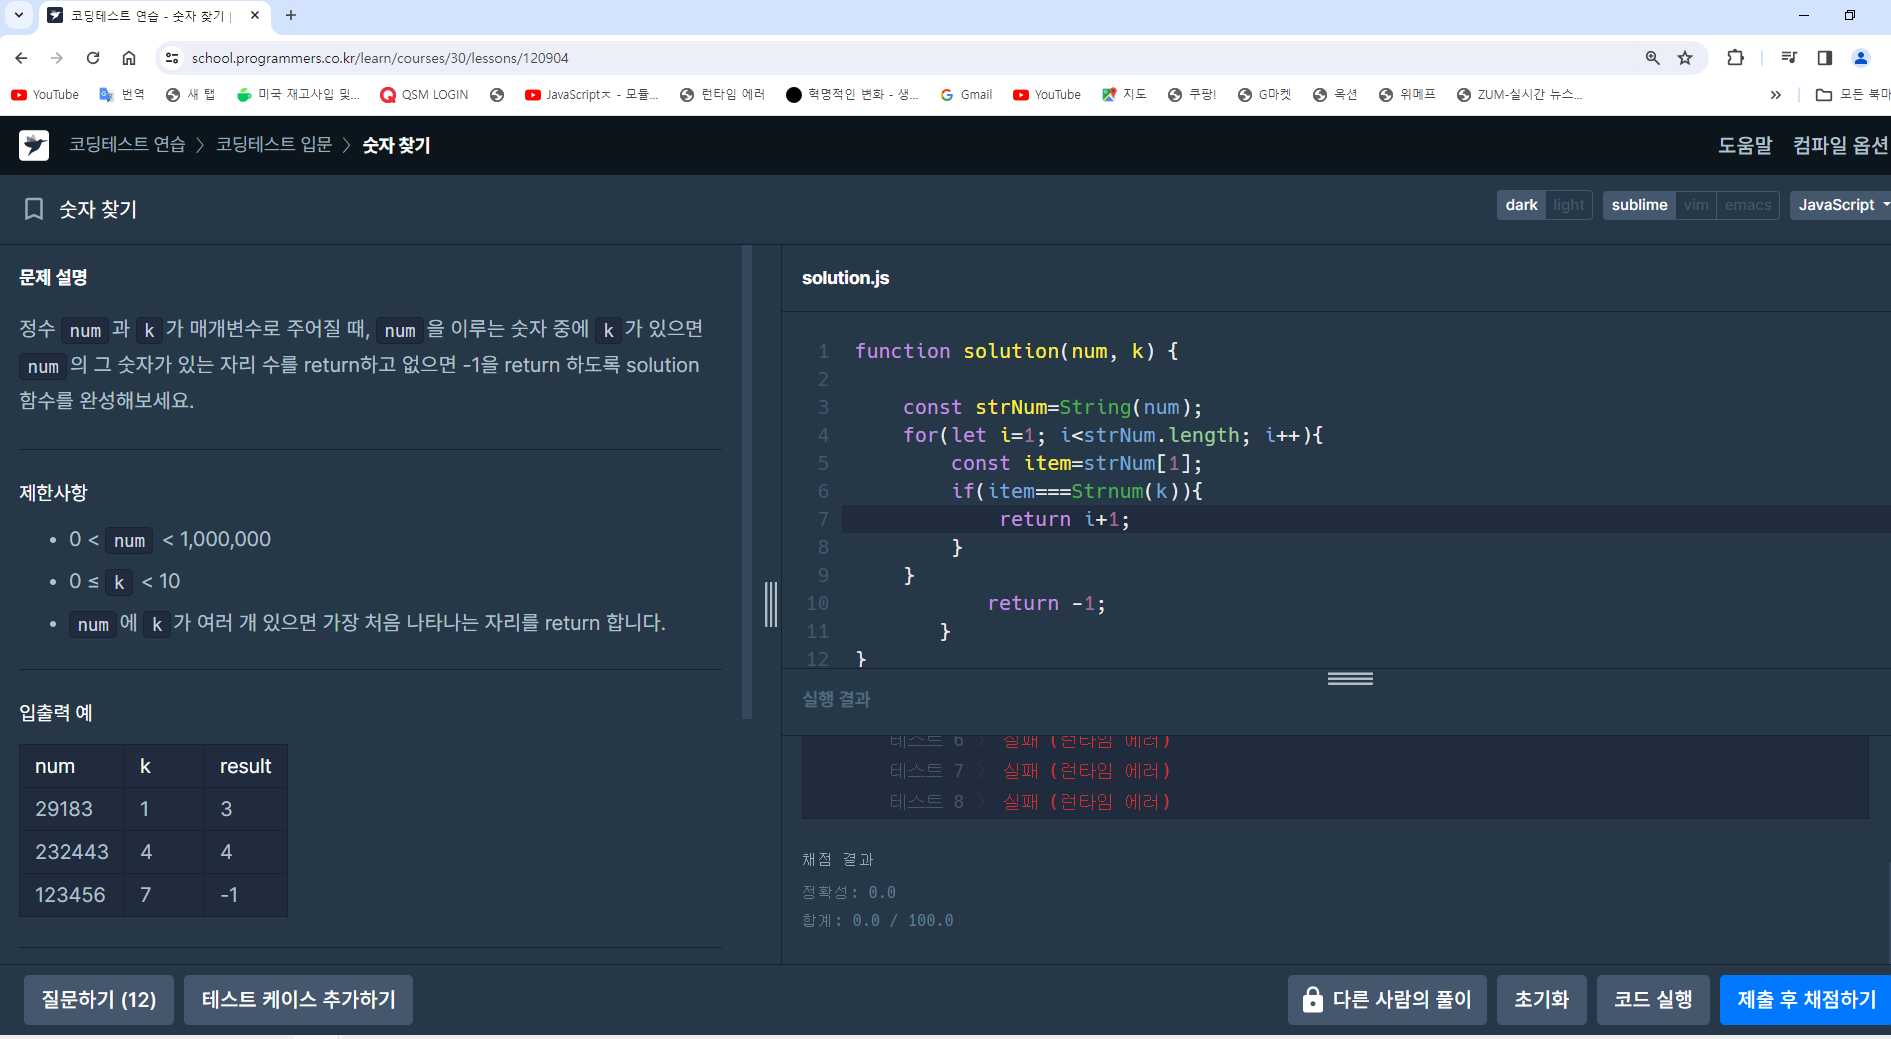 코딩테스트 연습 - 숫자 찾기 |
school.programmers.co.kr/learn/courses/30/lessons/120904
YouTube 번역 새 탭 미국 재고사입 및... QSM LOGIN JavaScriptㅈ - 모듈... 런타임 에러 혁명적인 변화 - 생... Gmail YouTube 지도 쿠팡! G마켓 옥션 위메프 ZUM-실시간 뉴스... » 모든 북마
코딩테스트 연습 > 코딩테스트 입문 > 숫자 찾기 도움말 컴파일 옵션
숫자 찾기 dark light sublime vim emacs JavaScript
문제 설명
정수 num 과 k 가 매개변수로 주어질 때, num 을 이루는 숫자 중에 k 가 있으면
num 의 그 숫자가 있는 자리 수를 return하고 없으면 -1을 return 하도록 solution
함수를 완성해보세요.
제한사항
• 0 < num < 1,000,000
• 0 ≤ k < 10
• num 에 k 가 여러 개 있으면 가장 처음 나타나는 자리를 return 합니다.
입출력 예
num k result
29183 1 3
232443 4 4
123456 7 -1
solution.js
1 function solution(num, k) {
2
3 const strNum=String(num);
4 for(let i=1; i<strNum.length; i++){
5 const item=strNum[1];
6 if(item===Strnum(k)){
7 return i+1;
8 }
9 }
10 return -1;
11 }
12 }
실행 결과
테스트 6 > 실패 (런타임 에러)
테스트 7 > 실패 (런타임 에러)
테스트 8 > 실패 (런타임 에러)
채점 결과
정확성: 0.0
합계: 0.0 / 100.0
질문하기 (12) 테스트 케이스 추가하기 다른 사람의 풀이 초기화 코드 실행 제출 후 채점하기